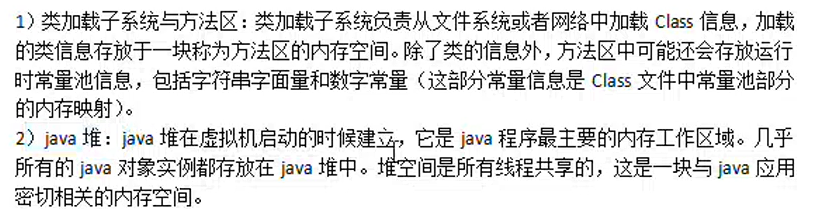 1）类加载子系统与方法区：类加载子系统负责从文件系统或者网络中加载 Class 信息，加载
的类信息存放于一块称为方法区的内存空间。除了类的信息外，方法区中可能还会存放运行
时常量池信息，包括字符串字面量和数字常量（这部分常量信息是 Class 文件中常量池部分
的内存映射）。
2）java 堆：java 堆在虚拟机启动的时候建立，它是 java 程序最主要的内存工作区域。几乎
所有的 java 对象实例都存放在 java 堆中。堆空间是所有线程共享的，这是一块与 java 应用
密切相关的内存空间。